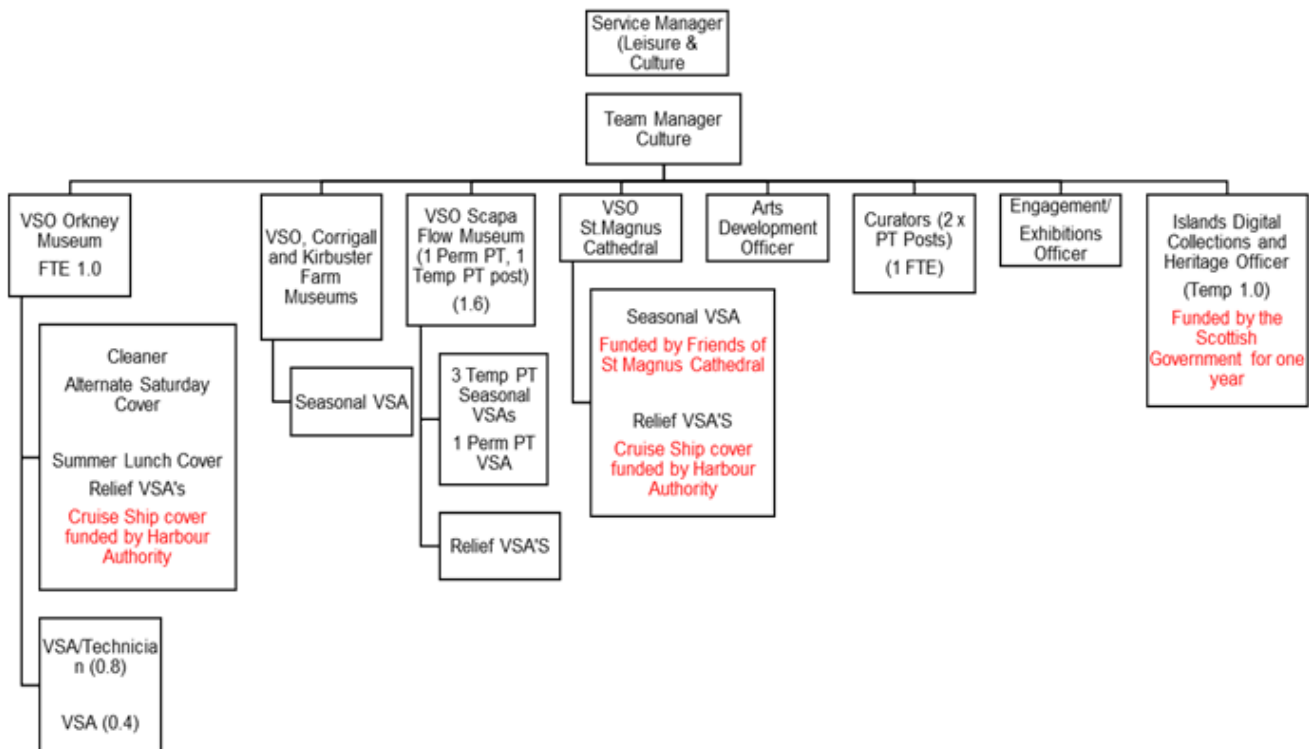 Service Manager
(Leisure &
Culture
Team Manager
Culture
VSO Orkney
Museum
FTE 1.0
Cleaner
Alternate Saturday
Cover
Summer Lunch Cover
Relief VSA's
Cruise Ship cover
funded by Harbour
Authority
VSA/Technicia
n (0.8)
VSA (0.4)
VSO, Corrigall
and Kirbuster
Farm
Museums
Seasonal VSA
VSO Scapa
Flow Museum
(1 Perm PT, 1
Temp PT post)
(1.6)
3 Temp PT
Seasonal
VSAs
1 Perm PT
VSA
Relief VSA'S
VSO
St.Magnus
Cathedral
Seasonal VSA
Funded by Friends of
St Magnus Cathedral
Relief VSA'S
Cruise Ship cover
funded by Harbour
Authority
Arts
Development
Officer
Curators (2 x
PT Posts)
(1 FTE)
Engagement/
Exhibitions
Officer
Islands Digital
Collections and
Heritage Officer
(Temp 1.0)
Funded by the
Scottish
Government for one
year